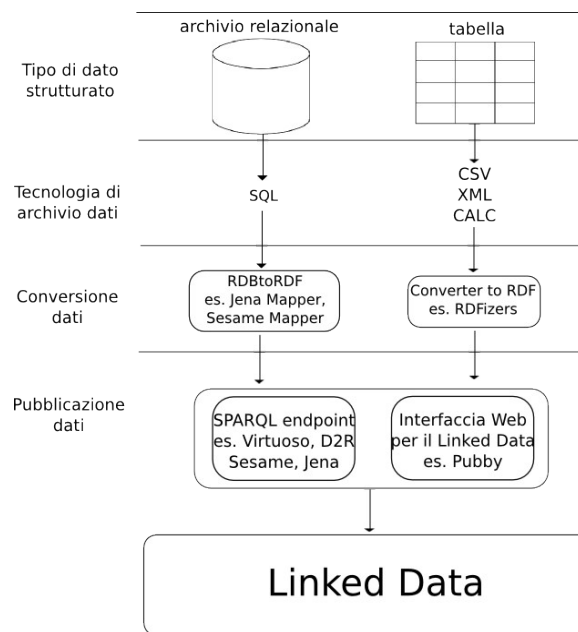 archivio relazionale
tabella
Tipo di dato
strutturato
Tecnologia di
archivio dati
SQL
CSV
XML
CALC
Conversione
dati
RDBtoRDF
es. Jena Mapper,
Sesame Mapper
Converter to RDF
es. RDFizers
Pubblicazione
dati
SPARQL endpoint
es. Virtuoso, D2R
Sesame, Jena
Interfaccia Web
per il Linked Data
es. Pubby
Linked Data